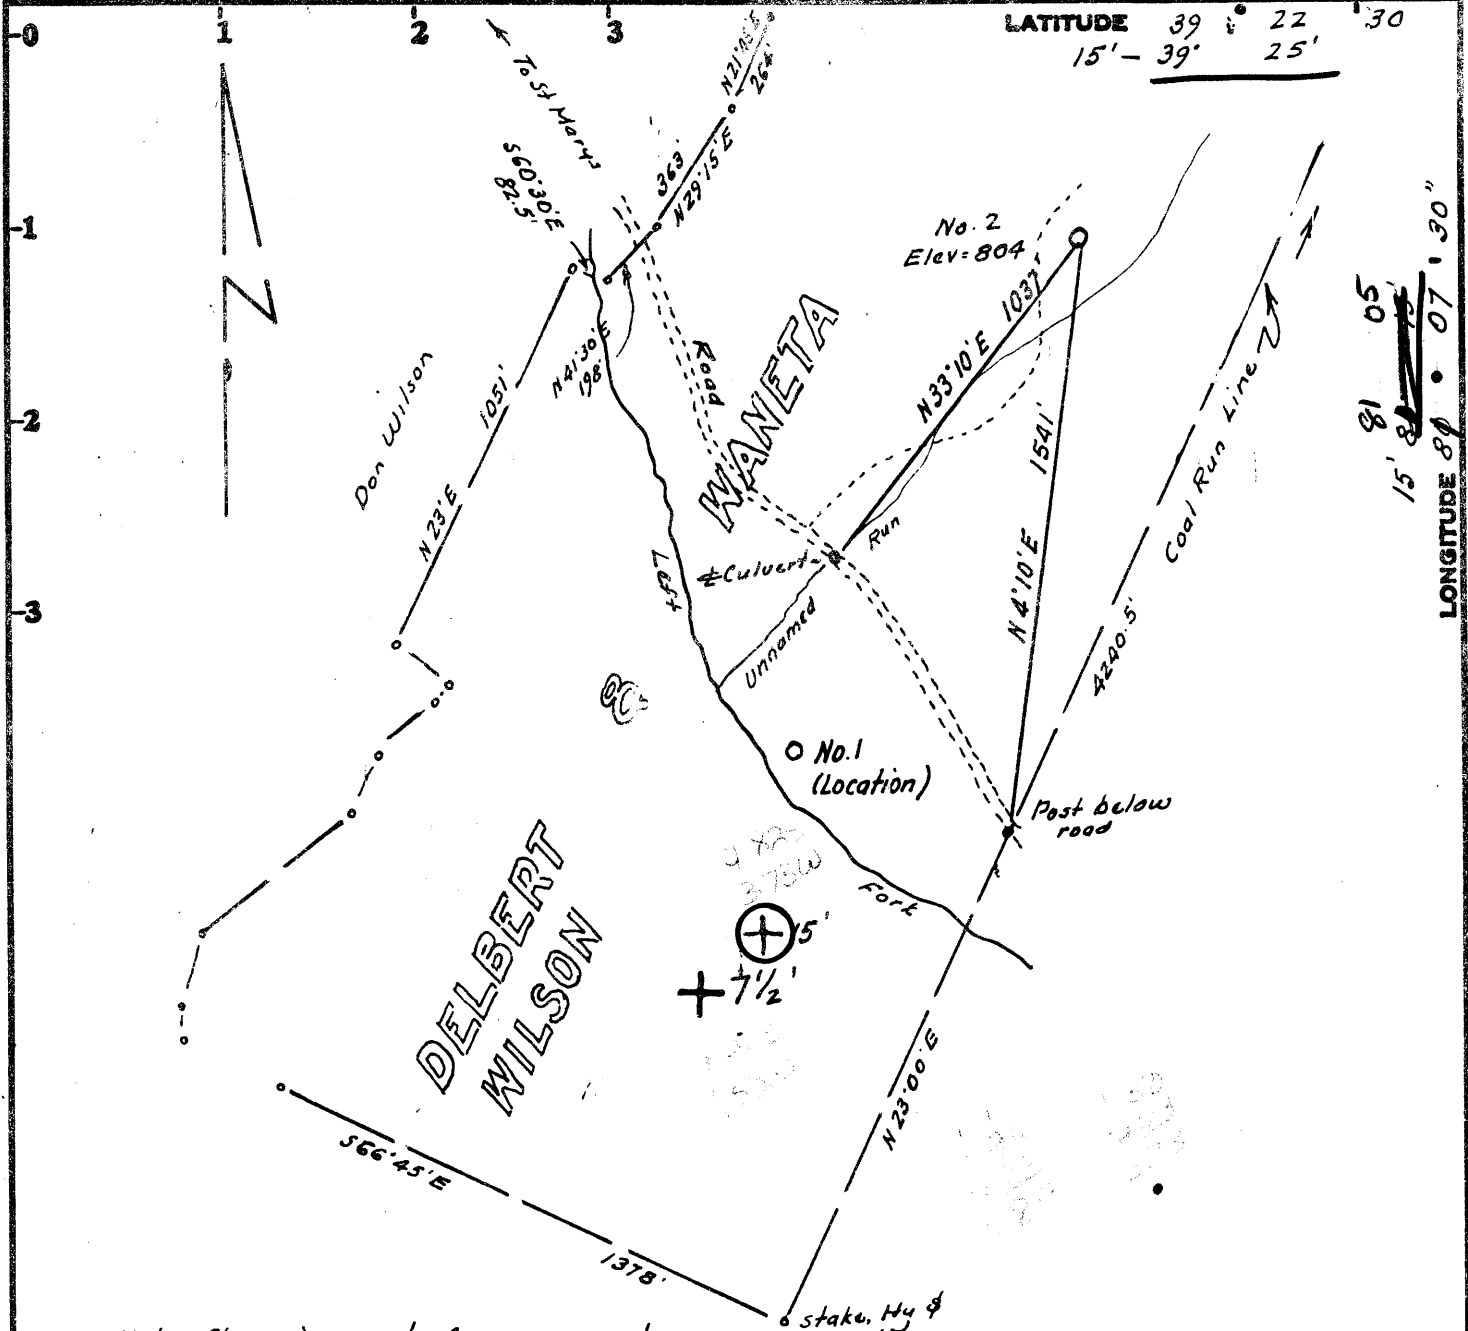 0
1
2
3
LATITUDE 39 22 30
15' - 39° 25'
To St Marys
264'
363'
N29°15'E
S60°30'E
82.5'
1
No. 2
Elev=804
1037'
N33°10'E
N41°30'E
198'
Road
WANETA
Don Wilson
1051'
N23°E
2
1541'
N4°10'E
Coal Run Line
81 05
15'
LONGITUDE 81 07 30"
Left
⅊ Culvert
Run
Unnamed
3
4240.5'
No.1
(Location)
Post below
road
Fork
15'
7½'
DELBERT
WILSON
N23°00'E
S66°45'E
1378'
stake, Hy &